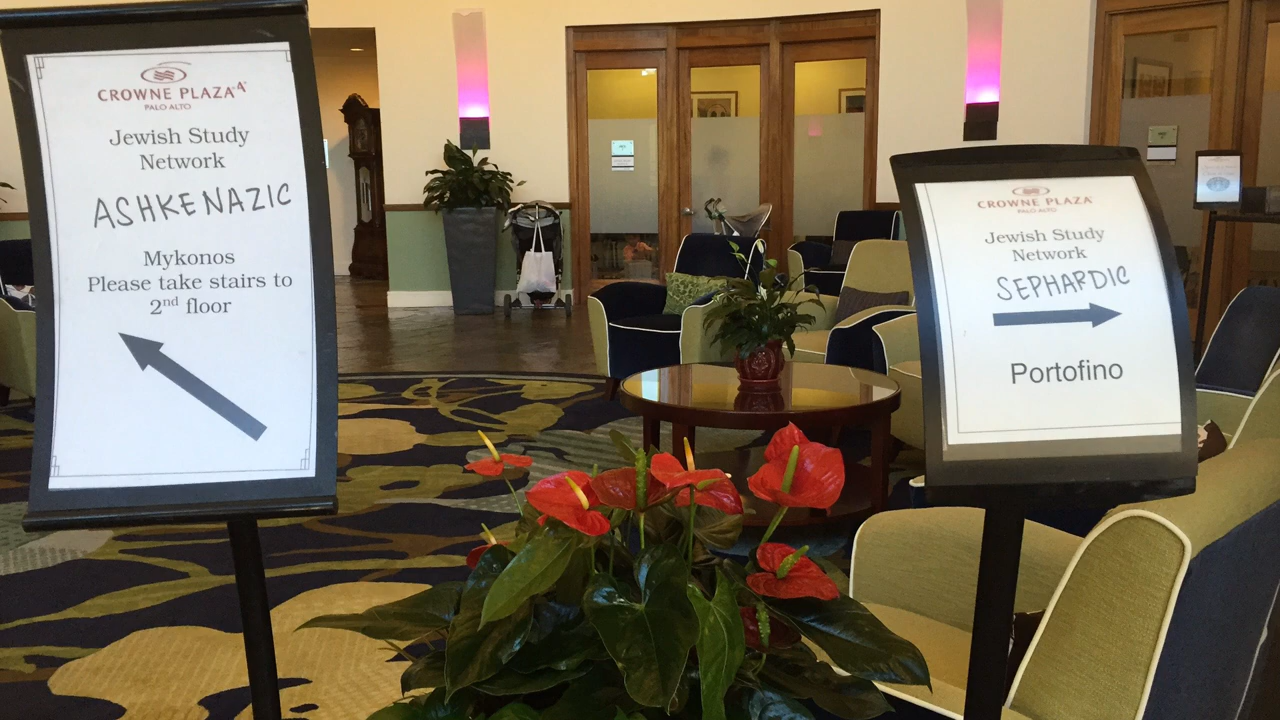 CROWNE PLAZA
PALO ALTO
Jewish Study
Network
ASHKENAZIC
Mykonos
Please take stairs to
2nd floor
CROWNE PLAZA
PALO ALTO
Jewish Study
Network
SEPHARDIC
Portofino